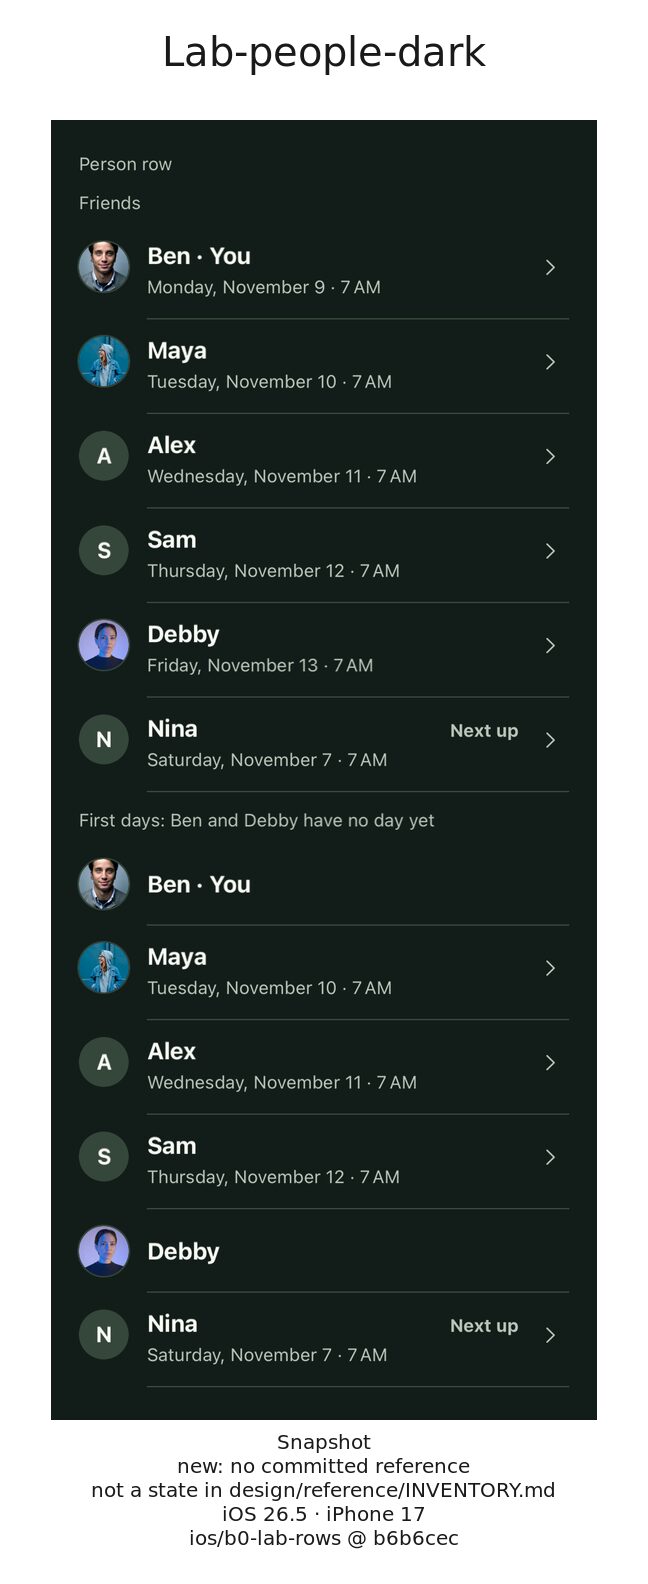 Lab-people-dark
Person row
Friends
Ben · You
Monday, November 9 · 7 AM
Maya
Tuesday, November 10 · 7 AM
A
Alex
Wednesday, November 11 · 7 AM
S
Sam
Thursday, November 12 · 7 AM
Debby
Friday, November 13 · 7 AM
N
Nina
Next up
Saturday, November 7 · 7 AM
First days: Ben and Debby have no day yet
Ben · You
Maya
Tuesday, November 10 · 7 AM
A
Alex
Wednesday, November 11 · 7 AM
S
Sam
Thursday, November 12 · 7 AM
Debby
N
Nina
Next up
Saturday, November 7 · 7 AM
Snapshot
new: no committed reference
not a state in design/reference/INVENTORY.md
iOS 26.5 · iPhone 17
ios/b0-lab-rows @ b6b6cec